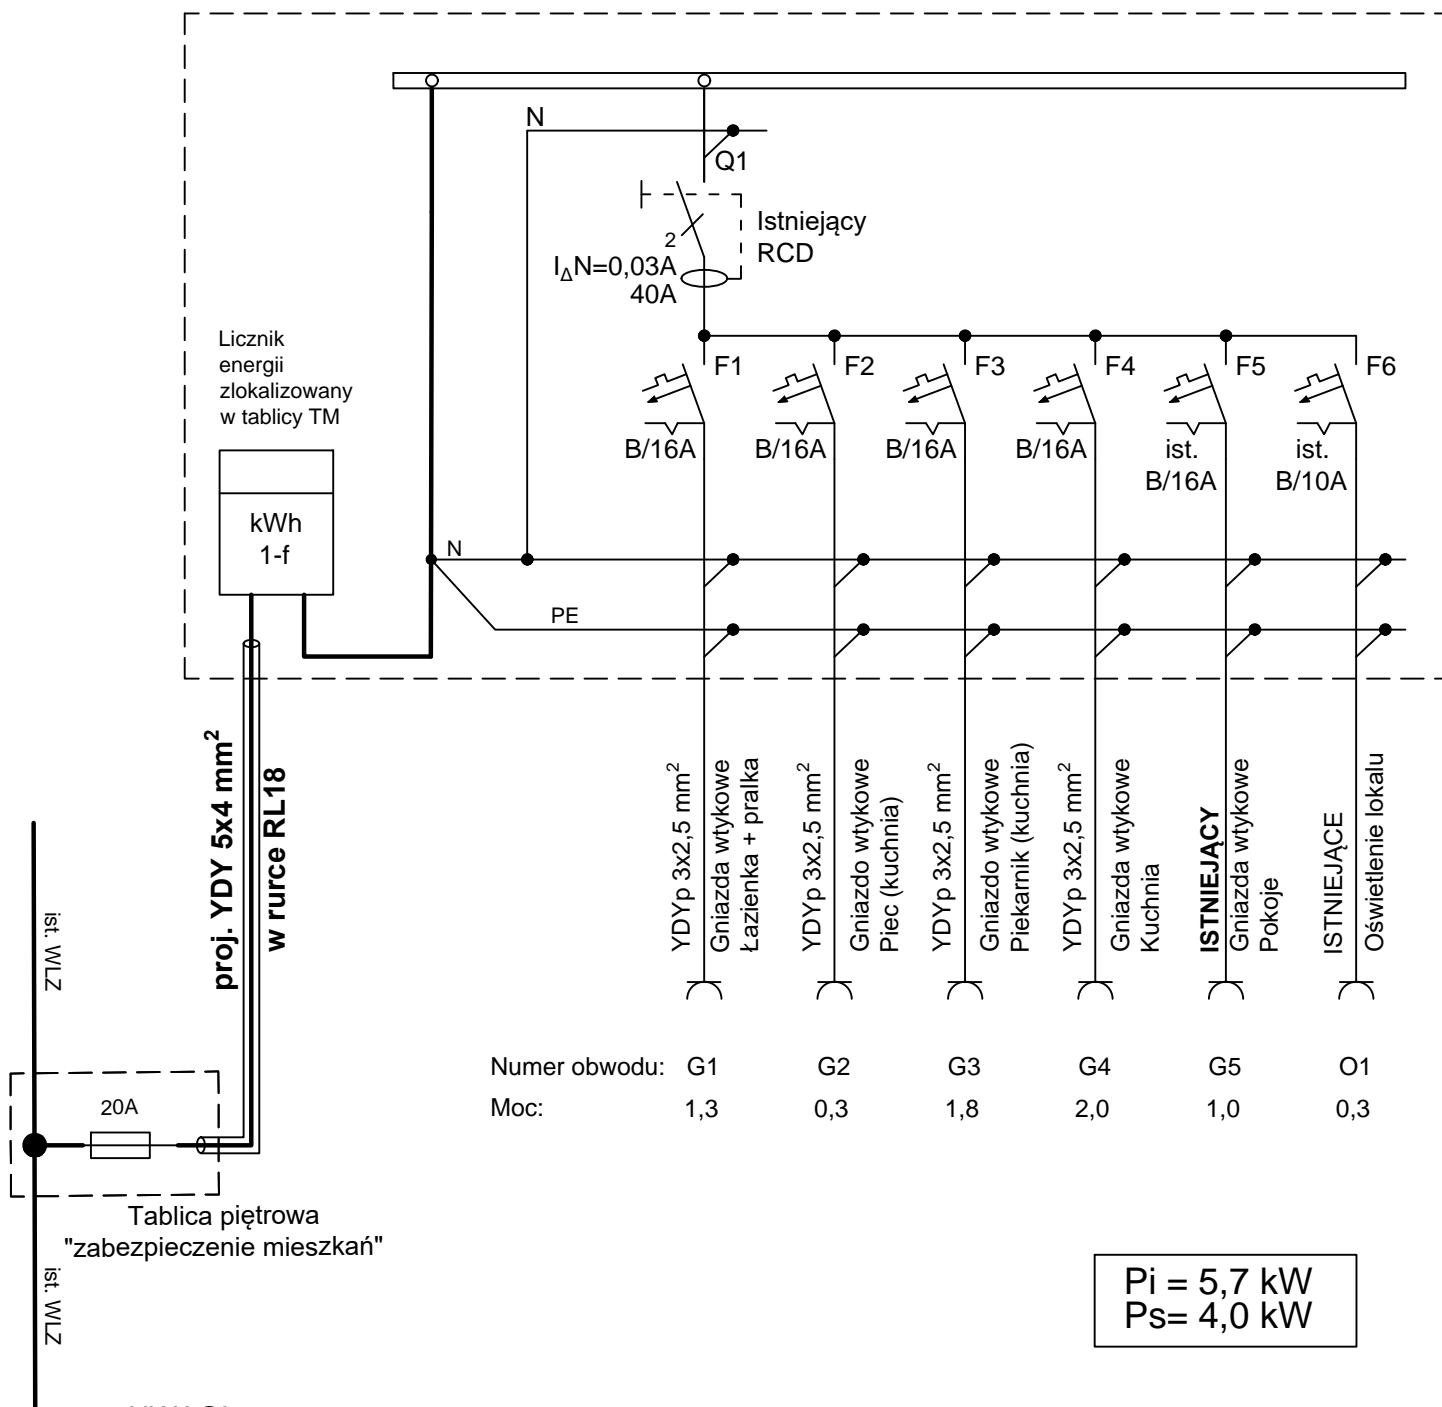 N
Q1
2
Istniejący
RCD
I∆N=0,03A
40A
Licznik
energii
zlokalizowany
w tablicy TM
kWh
1-f
F1
F2
F3
F4
F5
F6
B/16A
B/16A
B/16A
B/16A
ist.
B/16A
ist.
B/10A
N
PE
proj. YDY 5x4 mm²
w rurce RL18
YDYp 3x2,5 mm²
Gniazda wtykowe
Łazienka + pralka
YDYp 3x2,5 mm²
Gniazdo wtykowe
Piec (kuchnia)
YDYp 3x2,5 mm²
Gniazdo wtykowe
Piekarnik (kuchnia)
YDYp 3x2,5 mm²
Gniazda wtykowe
Kuchnia
ISTNIEJĄCY
Gniazda wtykowe
Pokoje
ISTNIEJĄCE
Oświetlenie lokalu
ist. WLZ
Numer obwodu: G1 G2 G3 G4 G5 O1
Moc: 1,3 0,3 1,8 2,0 1,0 0,3
20A
Tablica piętrowa
"zabezpieczenie mieszkań"
ist. WLZ
Pi = 5,7 kW
Ps= 4,0 kW